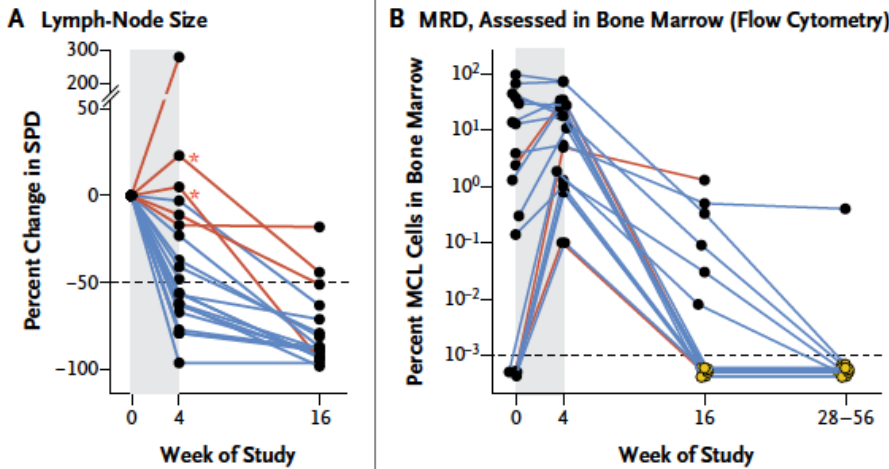 A Lymph-Node Size
300
200
50
0
−50
−100
Percent Change in SPD
*
*
0 4 16
Week of Study
B MRD, Assessed in Bone Marrow (Flow Cytometry)
10²
10¹
10⁰
10⁻¹
10⁻²
10⁻³
Percent MCL Cells in Bone Marrow
0 4 16 28–56
Week of Study